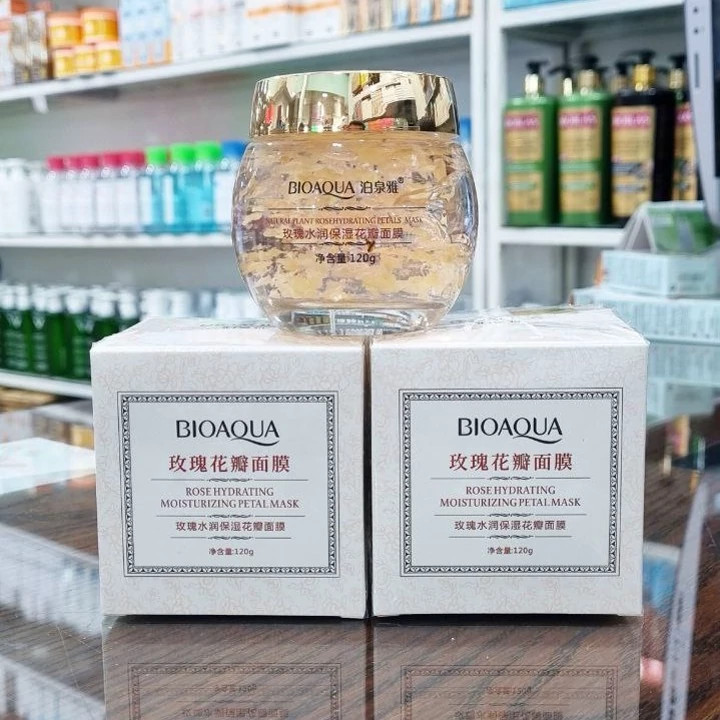 BIOAQUA 泊泉雅®
NATURAL PLANT ROSEHYDRATING PETALS MASK
玫瑰水润保湿花瓣面膜
净含量:120g
BIOAQUA
玫瑰花瓣面膜
ROSE HYDRATING
MOISTURIZING PETAL MASK
玫瑰水润保湿花瓣面膜
净含量:120g
BIOAQUA
玫瑰花瓣面膜
ROSE HYDRATING
MOISTURIZING PETAL MASK
玫瑰水润保湿花瓣面膜
净含量:120g